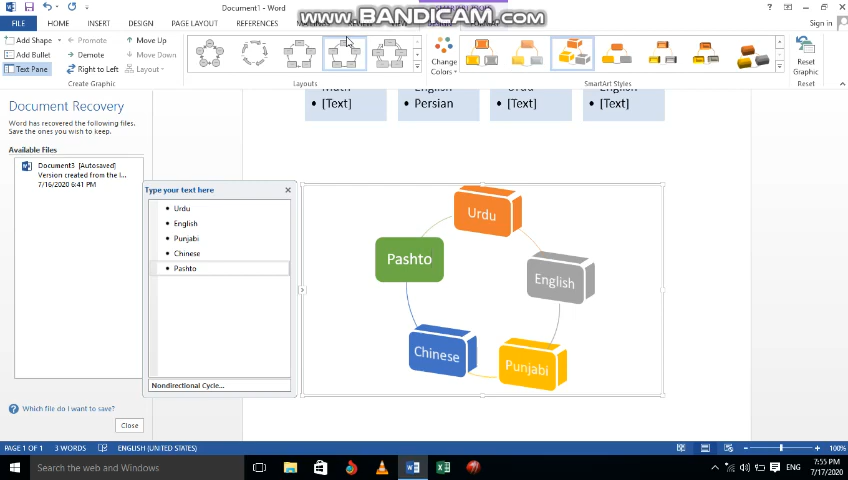 Document1 - Word
WWW.BANDICAM.COM
Sign in
FILE
HOME
INSERT
DESIGN
PAGE LAYOUT
REFERENCES
Add Shape
Promote
Move Up
Add Bullet
Demote
Move Down
Text Pane
Right to Left
Layout
Create Graphic
Layouts
Change
Colors
SmartArt Styles
Reset
Graphic
Reset
Document Recovery
Word has recovered the following files.
Save the ones you wish to keep.
Available Files
Document3 [Autosaved]
Version created from the l...
7/16/2020 6:41 PM
Which file do I want to save?
Close
Type your text here
• Urdu
• English
• Punjabi
• Chinese
• Pashto
Nondirectional Cycle...
Math
English
Urdu
English
• [Text]
• Persian
• [Text]
• [Text]
Urdu
Pashto
English
Chinese
Punjabi
PAGE 1 OF 1
3 WORDS
ENGLISH (UNITED STATES)
100%
Search the web and Windows
ENG
7:55 PM
7/17/2020